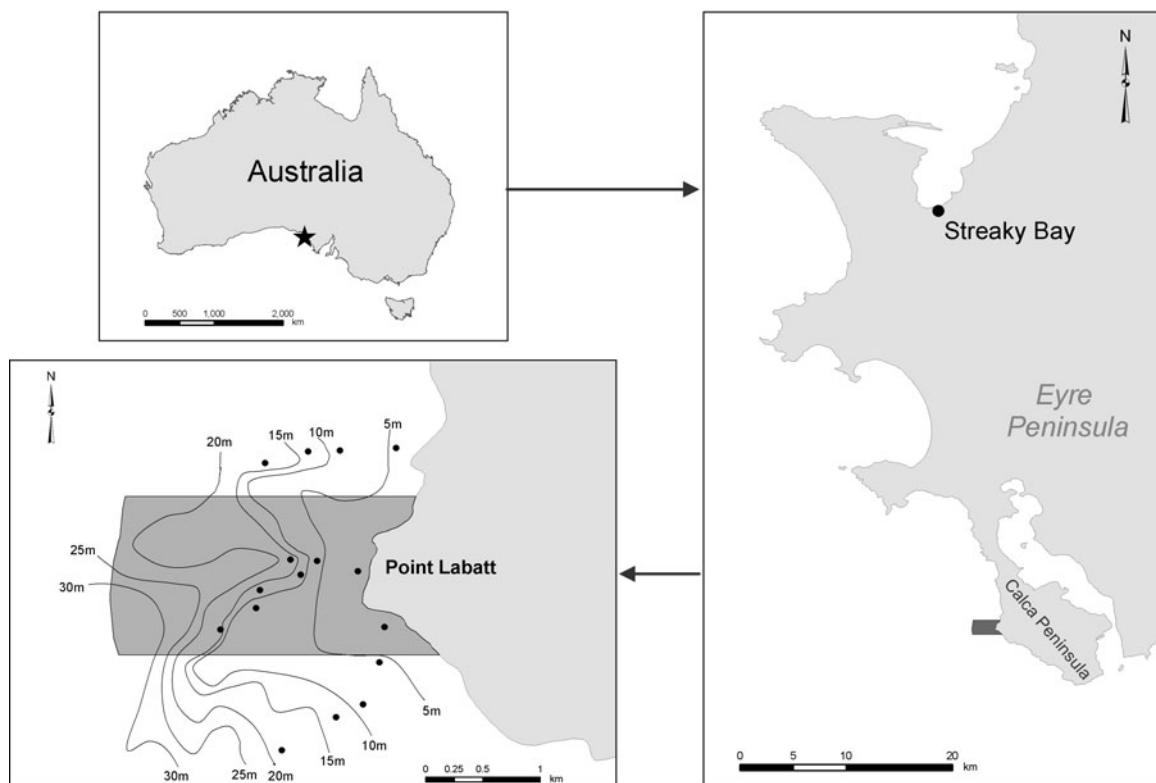 Australia
0 500 1,000 2,000
km
N
Streaky Bay
Eyre
Peninsula
Calca Peninsula
0 5 10 20
km
N
20m
15m
10m
5m
25m
30m
Point Labatt
5m
10m
15m
20m
25m
30m
0 0.25 0.5 1
km